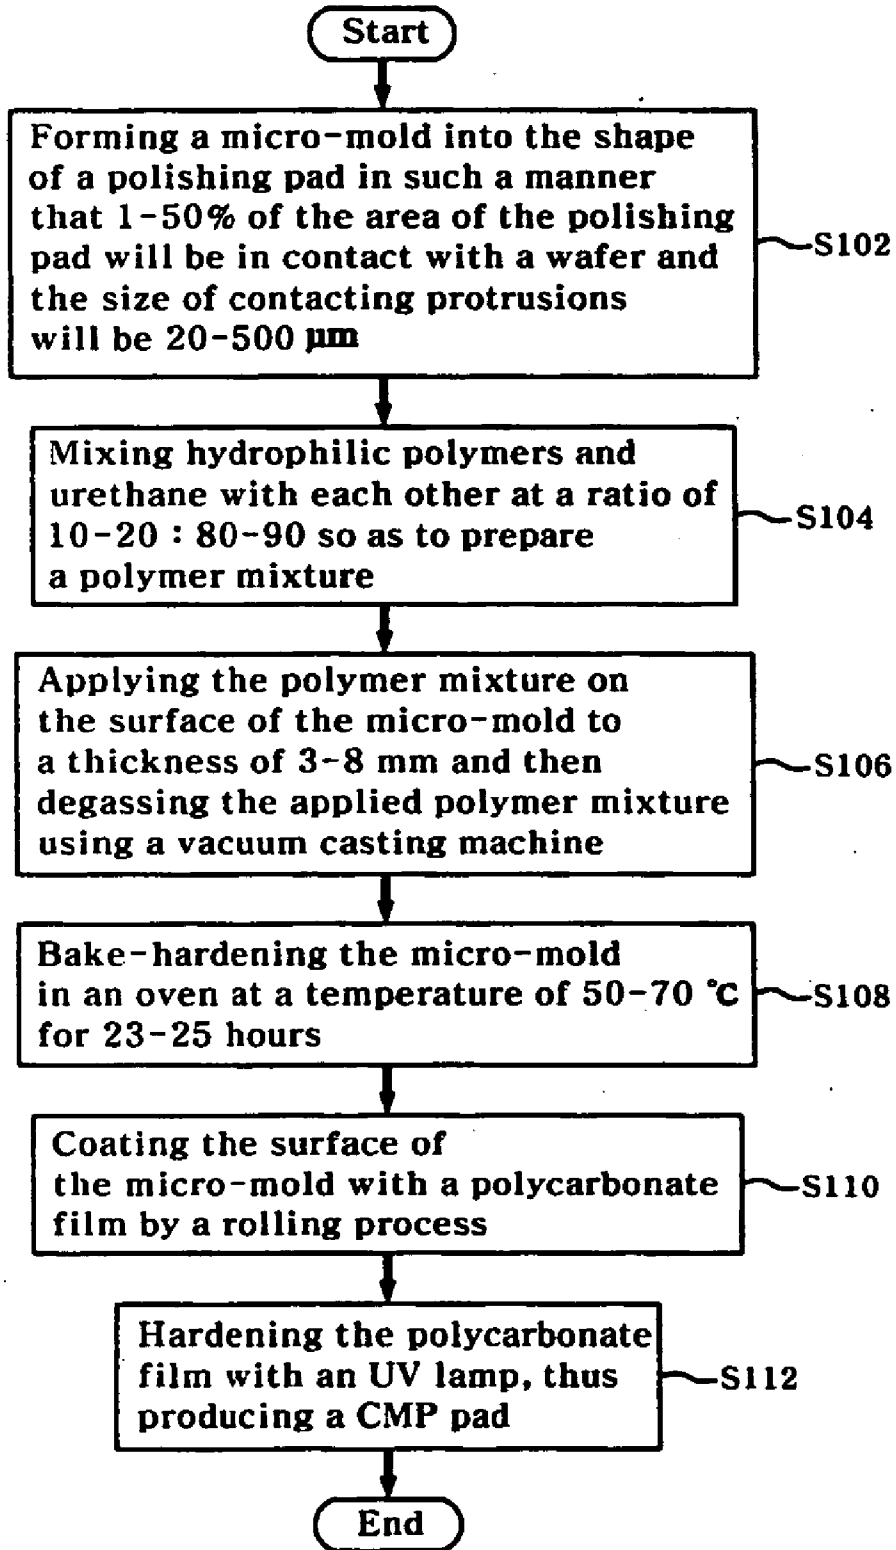 Start
Forming a micro-mold into the shape
of a polishing pad in such a manner
that 1-50% of the area of the polishing
pad will be in contact with a wafer and
the size of contacting protrusions
will be 20-500 μm
S102
Mixing hydrophilic polymers and
urethane with each other at a ratio of
10-20 : 80-90 so as to prepare
a polymer mixture
S104
Applying the polymer mixture on
the surface of the micro-mold to
a thickness of 3-8 mm and then
degassing the applied polymer mixture
using a vacuum casting machine
S106
Bake-hardening the micro-mold
in an oven at a temperature of 50-70 ℃
for 23-25 hours
S108
Coating the surface of
the micro-mold with a polycarbonate
film by a rolling process
S110
Hardening the polycarbonate
film with an UV lamp, thus
producing a CMP pad
S112
End